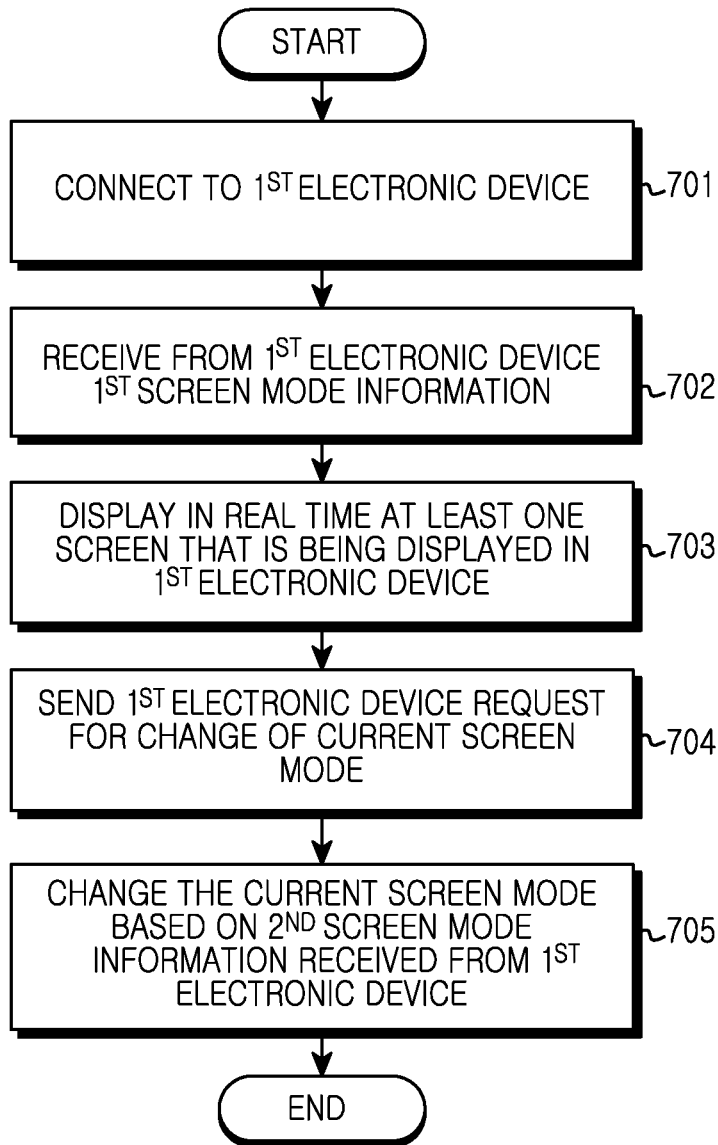 START
CONNECT TO 1ST ELECTRONIC DEVICE
701
RECEIVE FROM 1ST ELECTRONIC DEVICE
1ST SCREEN MODE INFORMATION
702
DISPLAY IN REAL TIME AT LEAST ONE
SCREEN THAT IS BEING DISPLAYED IN
1ST ELECTRONIC DEVICE
703
SEND 1ST ELECTRONIC DEVICE REQUEST
FOR CHANGE OF CURRENT SCREEN
MODE
704
CHANGE THE CURRENT SCREEN MODE
BASED ON 2ND SCREEN MODE
INFORMATION RECEIVED FROM 1ST
ELECTRONIC DEVICE
705
END